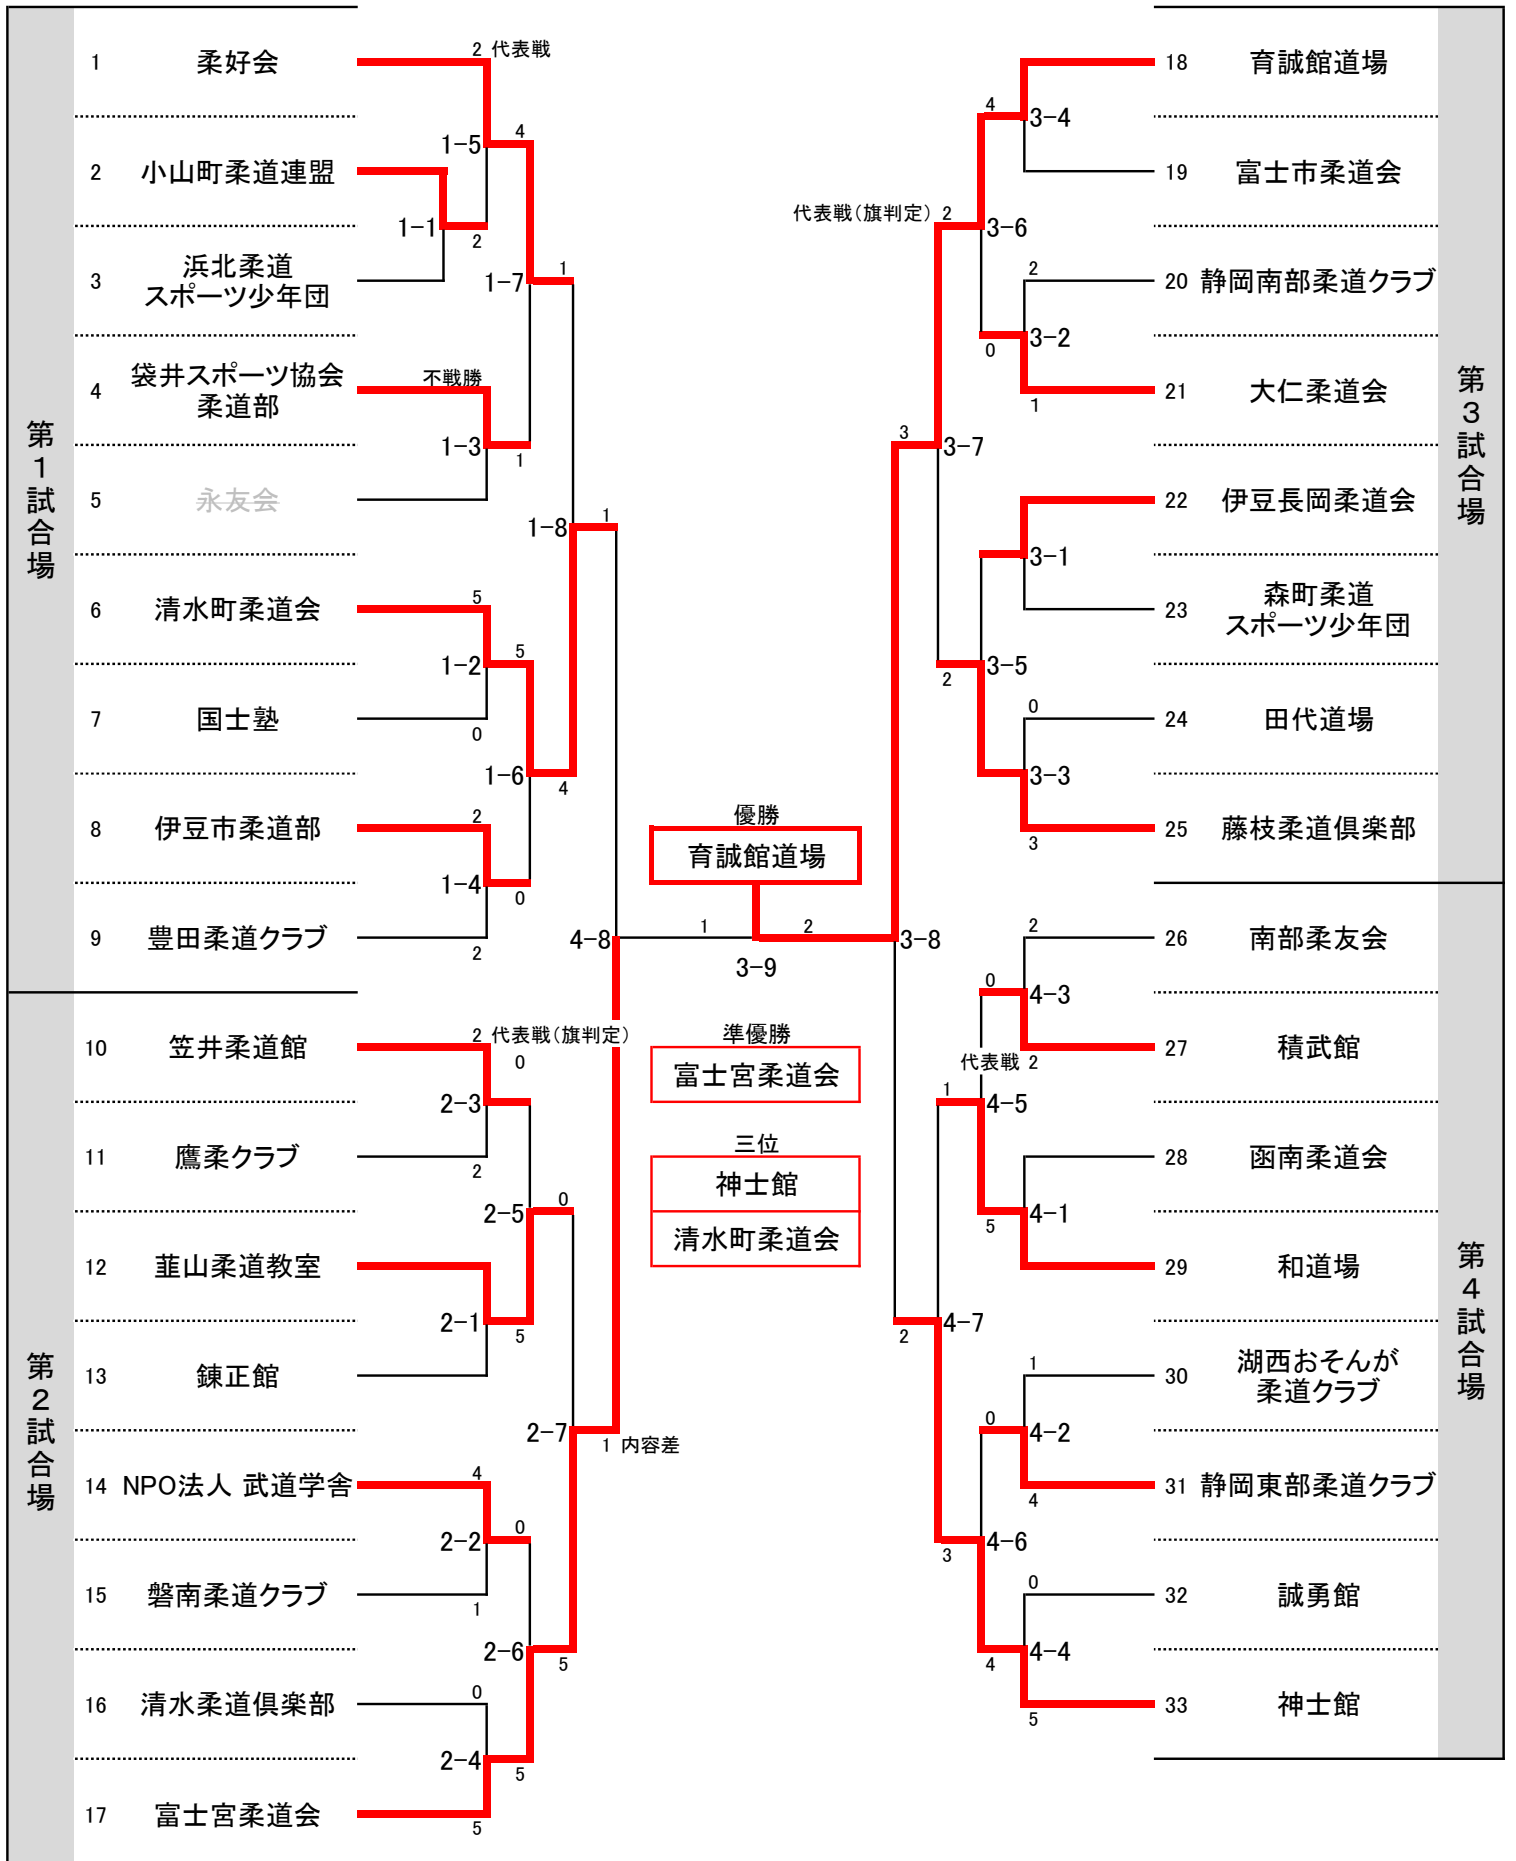 第1試合場
1 柔好会
2 代表戦
1-5
4
2 小山町柔道連盟
1-1
2
3 浜北柔道
スポーツ少年団
1-7
1
4 袋井スポーツ協会
柔道部
不戦勝
1-3
1
5 永友会
1-8
1
6 清水町柔道会
5
1-2
5
7 国士塾
0
1-6
4
8 伊豆市柔道部
2
1-4
0
9 豊田柔道クラブ
2
4-8
第2試合場
10 笠井柔道館
2 代表戦(旗判定)
0
2-3
11 鷹柔クラブ
2
2-5
0
12 韮山柔道教室
2-1
5
13 錬正館
2-7
1 内容差
14 NPO法人 武道学舎
4
2-2
0
15 磐南柔道クラブ
1
2-6
5
16 清水柔道倶楽部
0
2-4
5
17 富士宮柔道会
5
優勝
育誠館道場
1
2
3-9
準優勝
富士宮柔道会
三位
神士館
清水町柔道会
第3試合場
18 育誠館道場
4
3-4
19 富士市柔道会
代表戦(旗判定) 2
3-6
20 静岡南部柔道クラブ
2
3-2
0
21 大仁柔道会
1
3
3-7
22 伊豆長岡柔道会
3-1
23 森町柔道
スポーツ少年団
3-5
2
24 田代道場
0
3-3
25 藤枝柔道倶楽部
3
3-8
第4試合場
26 南部柔友会
2
0
4-3
27 積武館
代表戦 2
1
4-5
28 函南柔道会
4-1
5
29 和道場
4-7
2
30 湖西おそんが
柔道クラブ
1
0
4-2
31 静岡東部柔道クラブ
4
4-6
3
32 誠勇館
0
4-4
4
33 神士館
5